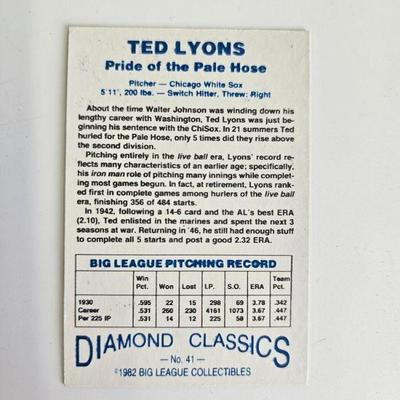 TED LYONS
Pride of the Pale Hose
Pitcher — Chicago White Sox
5'11', 200 lbs. — Switch Hitter, Threw: Right
About the time Walter Johnson was winding down his
lengthy career with Washington, Ted Lyons was just be-
ginning his sentence with the ChiSox. In 21 summers Ted
hurled for the Pale Hose, only 5 times did they rise above
the second division.
Pitching entirely in the live ball era, Lyons' record re-
flects many characteristics of an earlier age; specifically,
his iron man role of pitching many innings while completing
most games begun. In fact, at retirement, Lyons ranked
first in complete games among hurlers of the live ball
era, finishing 356 of 484 starts.
In 1942, following a 14-6 card and the AL's best ERA
(2.10), Ted enlisted in the marines and spent the next 3
seasons at war. Returning in '46, he still had enough stuff
to complete all 5 starts and post a good 2.32 ERA.
BIG LEAGUE PITCHING RECORD
Win Pct. Won Lost I.P. S.O. ERA Team Pct.
1930 .595 22 15 298 69 3.78 .342
Career .531 260 230 4161 1073 3.67 .447
Per 225 IP .531 14 12 225 58 3.67 .447
DIAMOND CLASSICS
— No. 41 —
©1982 BIG LEAGUE COLLECTIBLES